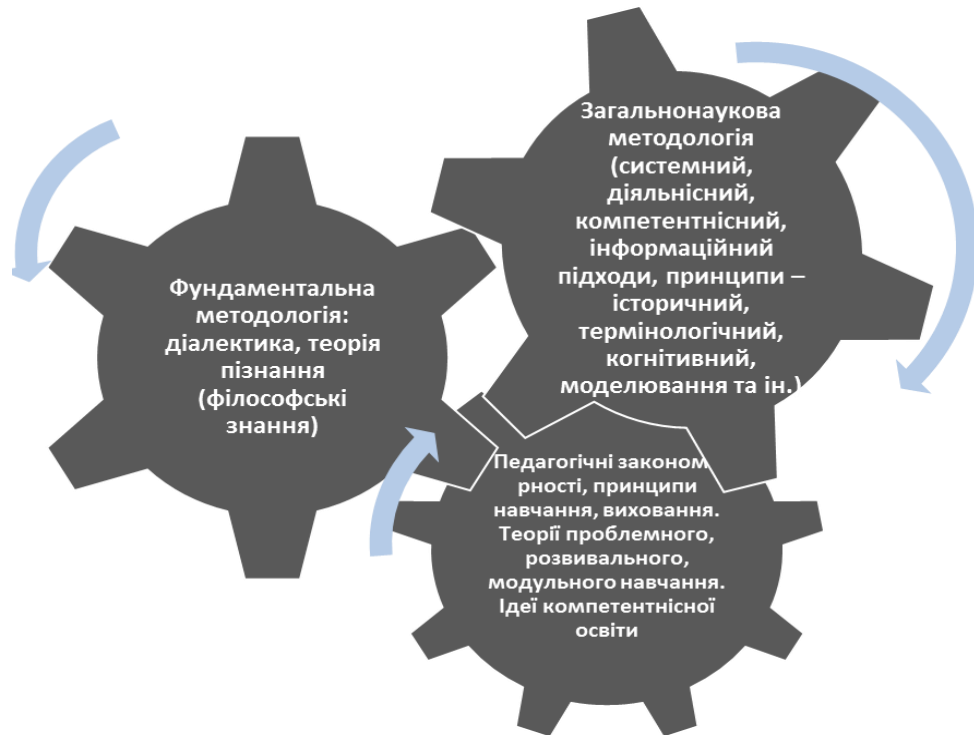 Фундаментальна
методологія:
діалектика, теорія
пізнання
(філософські
знання)
Загальнонаукова
методологія
(системний,
діяльнісний,
компетентнісний,
інформаційний
підходи, принципи –
історичний,
термінологічний,
когнітивний,
моделювання та ін.)
Педагогічні законом
рності, принципи
навчання, виховання.
Теорії проблемного,
розвивального,
модульного навчання.
Ідеї компетентнісної
освіти